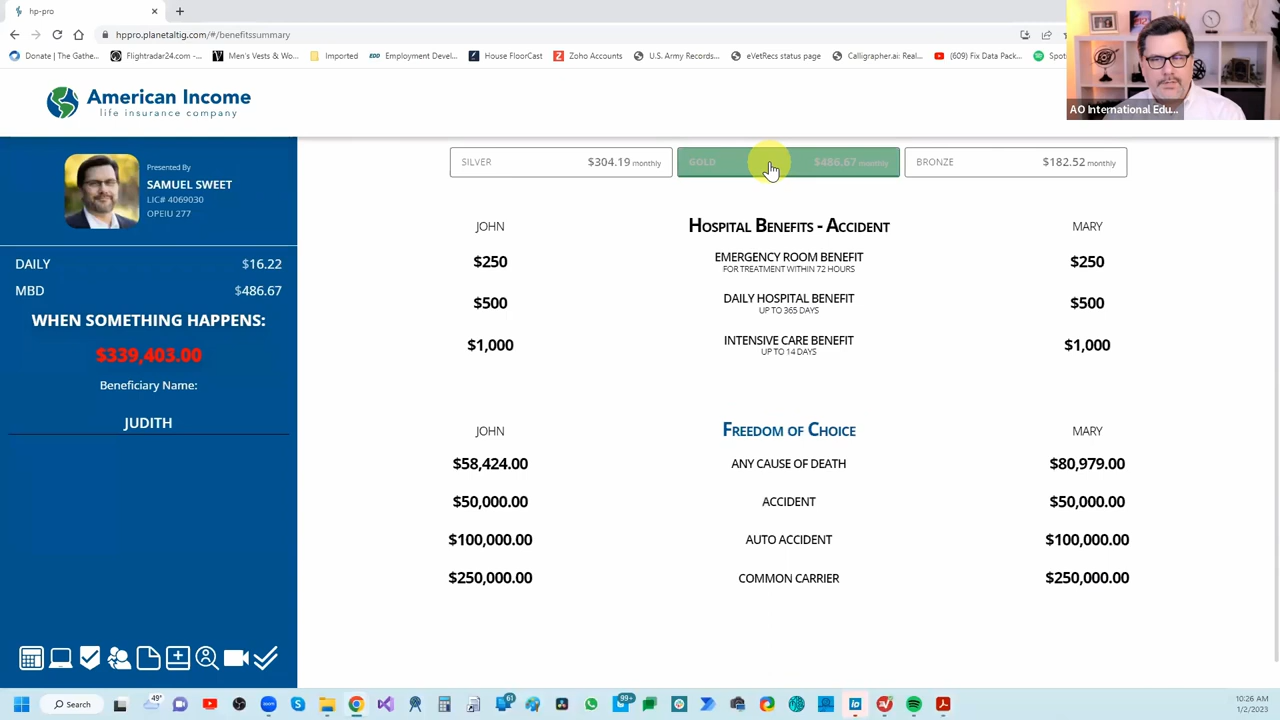 hp-pro
hppro.planetaltig.com/#/benefitssummary
Donate | The Gathe...
Flightradar24.com -...
Men's Vests & Wo...
Imported
EDD Employment Devel...
House FloorCast
Zoho Accounts
U.S. Army Records...
eVetRecs status page
Calligrapher.ai: Real...
(609) Fix Data Pack...
Spot
AO International Edu...
American Income
life insurance company
Presented By
SAMUEL SWEET
LIC# 4069030
OPEIU 277
DAILY $16.22
MBD $486.67
WHEN SOMETHING HAPPENS:
$339,403.00
Beneficiary Name:
JUDITH
SILVER $304.19 monthly
GOLD $486.67 monthly
BRONZE $182.52 monthly
JOHN HOSPITAL BENEFITS - ACCIDENT MARY
$250 EMERGENCY ROOM BENEFIT $250
FOR TREATMENT WITHIN 72 HOURS
$500 DAILY HOSPITAL BENEFIT $500
UP TO 365 DAYS
$1,000 INTENSIVE CARE BENEFIT $1,000
UP TO 14 DAYS
JOHN FREEDOM OF CHOICE MARY
$58,424.00 ANY CAUSE OF DEATH $80,979.00
$50,000.00 ACCIDENT $50,000.00
$100,000.00 AUTO ACCIDENT $100,000.00
$250,000.00 COMMON CARRIER $250,000.00
Search
49°
61
99+
10:26 AM
1/2/2023